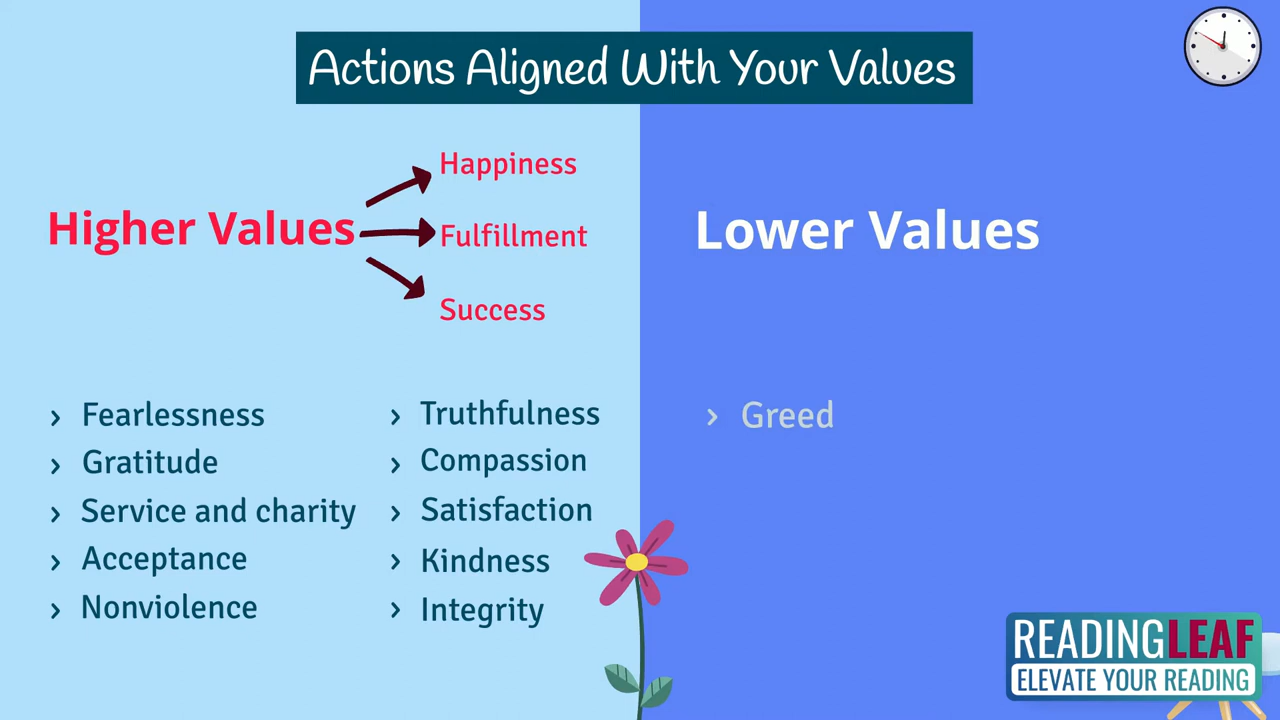 Actions Aligned With Your Values
Higher Values
Happiness
Fulfillment
Success
› Fearlessness
› Gratitude
› Service and charity
› Acceptance
› Nonviolence
› Truthfulness
› Compassion
› Satisfaction
› Kindness
› Integrity
Lower Values
› Greed
READINGLEAF
ELEVATE YOUR READING